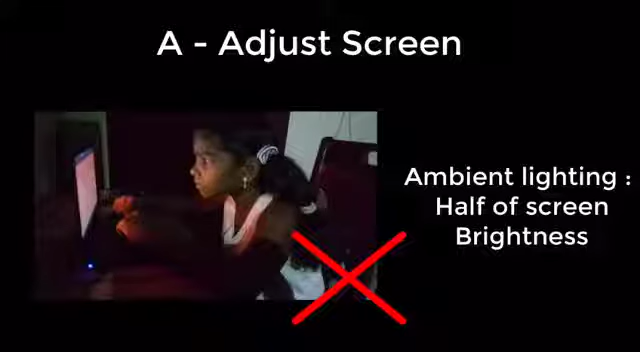 A - Adjust Screen
Ambient lighting :
Half of screen
Brightness